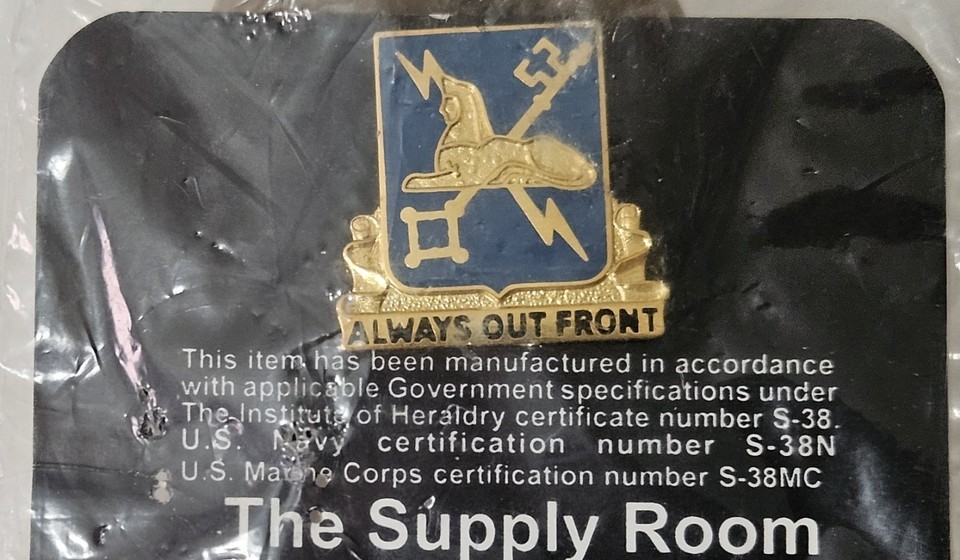 ALWAYS OUT FRONT
This item has been manufactured in accordance
with applicable Government specifications under
The Institute of Heraldry certificate number S-38.
U.S. Navy certification number S-38N
U.S. Marine Corps certification number S-38MC
The Supply Room